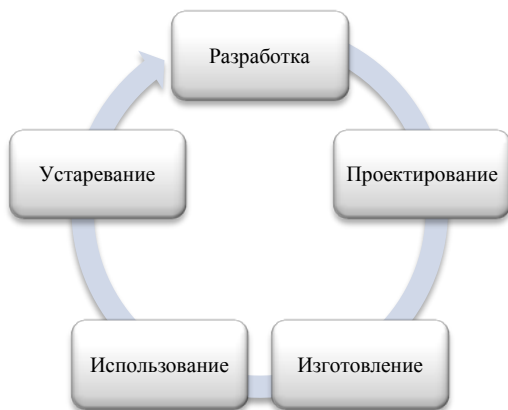 Разработка
Проектирование
Изготовление
Использование
Устаревание